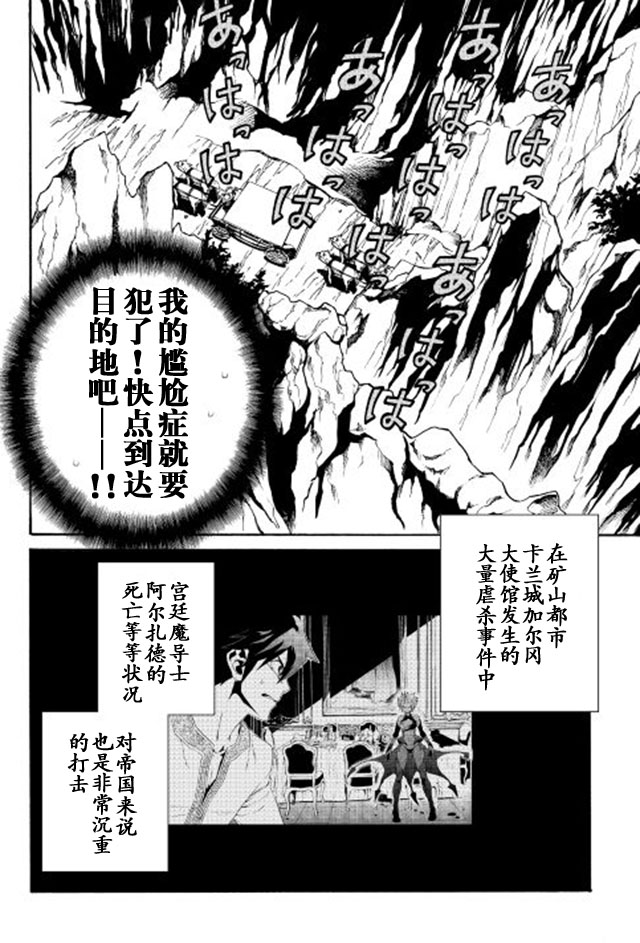 あっはっはっ
あっはっはっ
あっはっはっ
あっはっはっ
あっはっはっ
我的尴尬症就要
犯了！快点到达
目的地吧——!!
在矿山都市
卡兰城加尔冈
大使馆发生的
大量虐杀事件中
宫廷魔导士
阿尔扎德的
死亡等等状况
对帝国来说
也是非常沉重
的打击